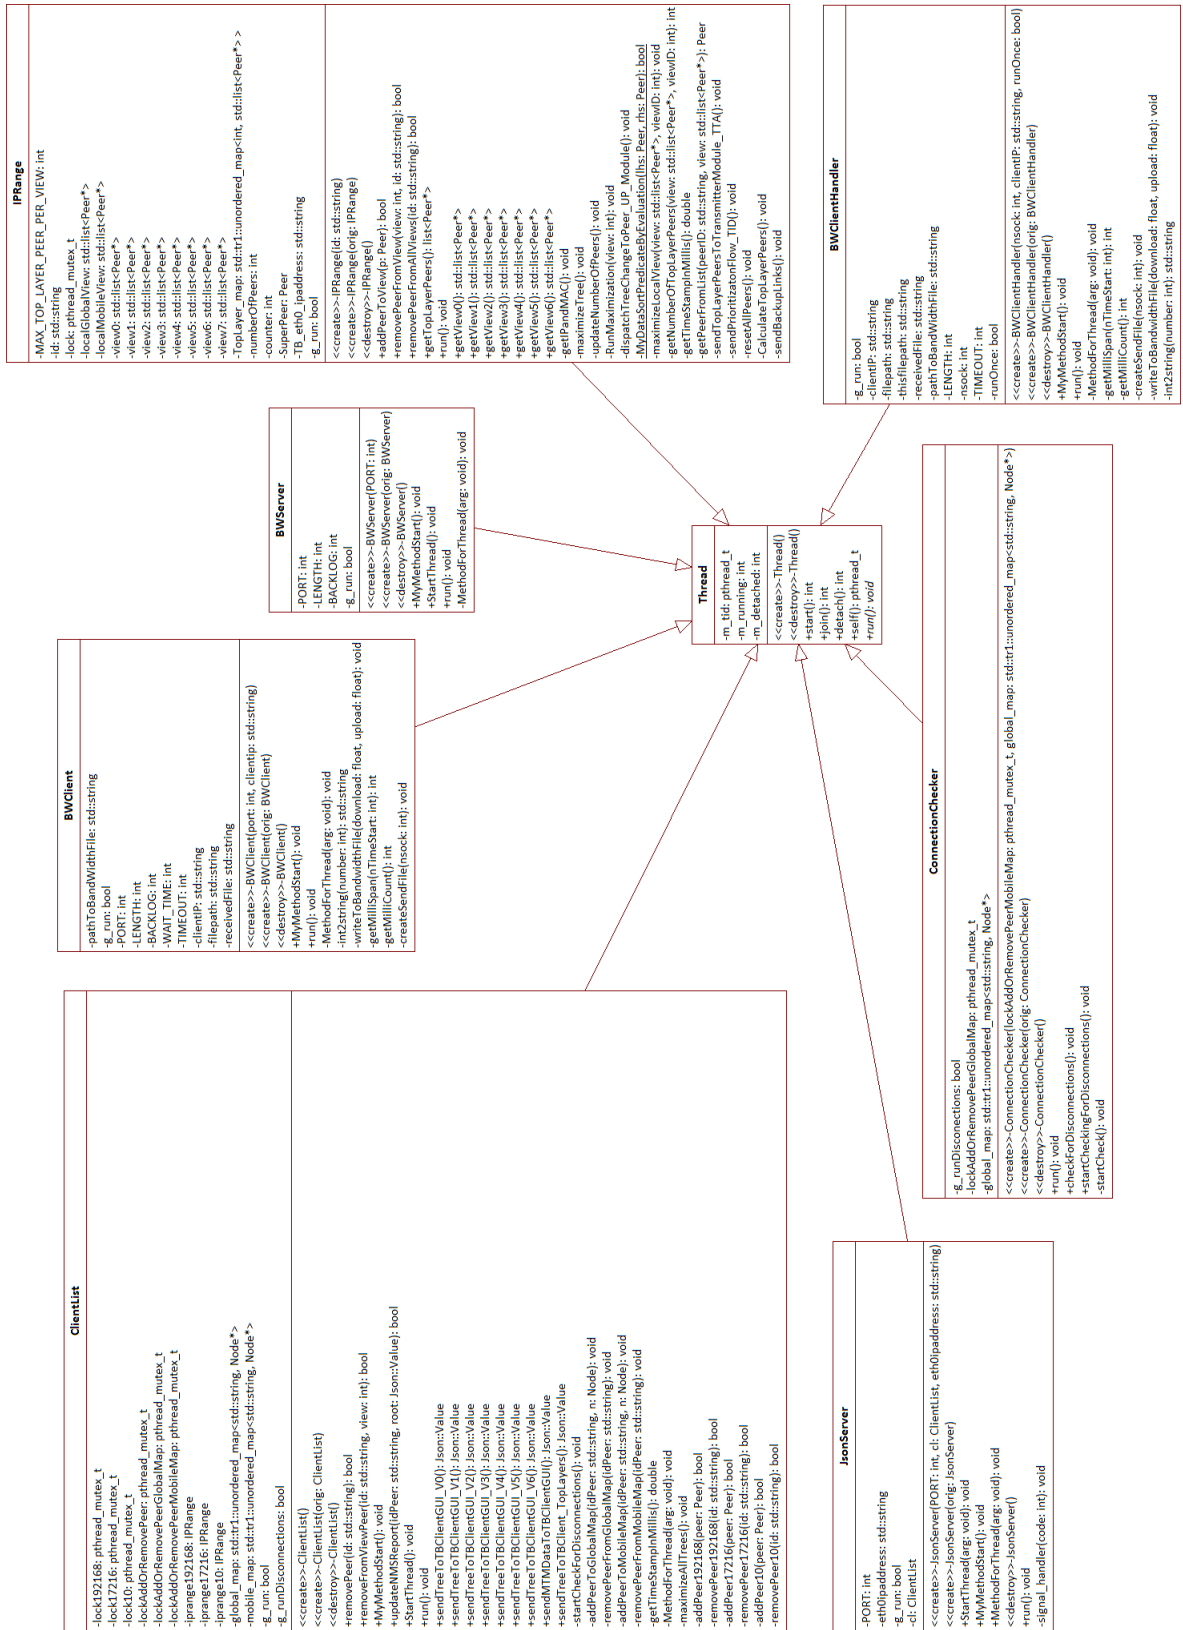 ClientList
-lock192168: pthread_mutex_t
-lock17216: pthread_mutex_t
-lock10: pthread_mutex_t
-lockAddOrRemovePeer: pthread_mutex_t
-lockAddOrRemovePeerGlobalMap: pthread_mutex_t
-lockAddOrRemovePeerMobileMap: pthread_mutex_t
-iprange192168: IPRange
-iprange17216: IPRange
-iprange10: IPRange
-global_map: std::tr1::unordered_map<std::string, Node*>
-mobile_map: std::tr1::unordered_map<std::string, Node*>
-g_run: bool
-g_runDisconnections: bool
<<create>>-ClientList()
<<create>>-ClientList(orig: ClientList)
<<destroy>>-ClientList()
+removePeer(id: std::string): bool
+removeFromViewPeer(id: std::string, view: int): bool
+MyMethodStart(): void
+updateNMSReport(idPeer: std::string, root: Json::Value): bool
+StartThread(): void
+run(): void
+sendTreeToTBClientGUI_V0(): Json::Value
+sendTreeToTBClientGUI_V1(): Json::Value
+sendTreeToTBClientGUI_V2(): Json::Value
+sendTreeToTBClientGUI_V3(): Json::Value
+sendTreeToTBClientGUI_V4(): Json::Value
+sendTreeToTBClientGUI_V5(): Json::Value
+sendTreeToTBClientGUI_V6(): Json::Value
+sendMTMDataToTBClientGUI(): Json::Value
+sendTreeToTBClient_TopLayers(): Json::Value
-startCheckForDisconnections(): void
-addPeerToGlobalMap(idPeer: std::string, n: Node): void
-removePeerFromGlobalMap(idPeer: std::string): void
-addPeerToMobileMap(idPeer: std::string, n: Node): void
-removePeerFromMobileMap(idPeer: std::string): void
-getTimeStampInMillis(): double
-MethodForThread(arg: void): void
-maximizeAllTrees(): void
-addPeer192168(peer: Peer): bool
-removePeer192168(id: std::string): bool
-addPeer17216(peer: Peer): bool
-removePeer17216(id: std::string): bool
-addPeer10(peer: Peer): bool
-removePeer10(id: std::string): bool
BWClient
-pathToBandWidthFile: std::string
-g_run: bool
-PORT: int
-LENGTH: int
-BACKLOG: int
-WAIT_TIME: int
-TIMEOUT: int
-clientIP: std::string
-filepath: std::string
-receivedFile: std::string
<<create>>-BWClient(port: int, clientip: std::string)
<<create>>-BWClient(orig: BWClient)
<<destroy>>-BWClient()
+MyMethodStart(): void
+run(): void
-MethodForThread(arg: void): void
-int2string(number: int): std::string
-writeToBandwidthFile(download: float, upload: float): void
-getMilliSpan(nTimeStart: int): int
-getMilliCount(): int
-createSendFile(nsock: int): void
BWServer
-PORT: int
-LENGTH: int
-BACKLOG: int
-g_run: bool
<<create>>-BWServer(PORT: int)
<<create>>-BWServer(orig: BWServer)
<<destroy>>-BWServer()
+MyMethodStart(): void
+StartThread(): void
+run(): void
-MethodForThread(arg: void): void
IPRange
-MAX_TOP_LAYER_PEER_PER_VIEW: int
-id: std::string
-lock: pthread_mutex_t
-localGlobalView: std::list<Peer*>
-localMobileView: std::list<Peer*>
-view0: std::list<Peer*>
-view1: std::list<Peer*>
-view2: std::list<Peer*>
-view3: std::list<Peer*>
-view4: std::list<Peer*>
-view5: std::list<Peer*>
-view6: std::list<Peer*>
-view7: std::list<Peer*>
-TopLayer_map: std::tr1::unordered_map<int, std::list<Peer*> >
-numberOfPeers: int
-counter: int
-SuperPeer: Peer
-TB_eth0_ipaddress: std::string
-g_run: bool
<<create>>-IPRange(id: std::string)
<<create>>-IPRange(orig: IPRange)
<<destroy>>-IPRange()
+addPeerToView(p: Peer): bool
+removePeerFromView(view: int, id: std::string): bool
+removePeerFromAllViews(id: std::string): bool
+getTopLayerPeers(): list<Peer*>
+run(): void
+getView0(): std::list<Peer*>
+getView1(): std::list<Peer*>
+getView2(): std::list<Peer*>
+getView3(): std::list<Peer*>
+getView4(): std::list<Peer*>
+getView5(): std::list<Peer*>
+getView6(): std::list<Peer*>
-getIPandMAC(): void
-maximizeTree(): void
-updateNumberOfPeers(): void
-RunMaximization(view: int): void
-dispatchTreeChangeToPeer_UP_Module(): void
-MyDataSortPredicateByEvaluation(lhs: Peer, rhs: Peer): bool
-maximizeLocalView(view: std::list<Peer*>, viewID: int): void
-getNumberOfTopLayerPeers(view: std::list<Peer*>, viewID: int): int
-getTimeStampInMillis(): double
-getPeerFromList(peerID: std::string, view: std::list<Peer*>): Peer
-sendTopLayerPeersToTransmitterModule_TTA(): void
-sendPrioritizatonFlow_TID(): void
-resetAllPeers(): void
-CalculateTopLayerPeers(): void
-sendBackupLinks(): void
Thread
-m_tid: pthread_t
-m_running: int
-m_detached: int
<<create>>-Thread()
<<destroy>>-Thread()
+start(): int
+join(): int
+detach(): int
+self(): pthread_t
+run(): void
JsonServer
-PORT: int
-eth0ipaddress: std::string
-g_run: bool
-cl: ClientList
<<create>>-JsonServer(PORT: int, cl: ClientList, eth0ipaddress: std::string)
<<create>>-JsonServer(orig: JsonServer)
+StartThread(arg: void): void
+MyMethodStart(): void
+MethodForThread(arg: void): void
<<destroy>>-JsonServer()
+run(): void
-signal_handler(code: int): void
ConnectionChecker
-g_runDisconections: bool
-lockAddOrRemovePeerGlobalMap: pthread_mutex_t
-global_map: std::tr1::unordered_map<std::string, Node*>
<<create>>-ConnectionChecker(lockAddOrRemovePeerMobileMap: pthread_mutex_t, global_map: std::tr1::unordered_map<std::string, Node*>)
<<create>>-ConnectionChecker(orig: ConnectionChecker)
<<destroy>>-ConnectionChecker()
+run(): void
+checkForDisconnections(): void
+startCheckingForDisconnections(): void
-startCheck(): void
BWClientHandler
-g_run: bool
-clientIP: std::string
-filepath: std::string
-thisfilepath: std::string
-receivedFile: std::string
-pathToBandWidthFile: std::string
-LENGTH: int
-nsock: int
-TIMEOUT: int
-runOnce: bool
<<create>>-BWClientHandler(nsock: int, clientIP: std::string, runOnce: bool)
<<create>>-BWClientHandler(orig: BWClientHandler)
<<destroy>>-BWClientHandler()
+MyMethodStart(): void
+run(): void
-MethodForThread(arg: void): void
-getMilliSpan(nTimeStart: int): int
-getMilliCount(): int
-createSendFile(nsock: int): void
-writeToBandwidthFile(download: float, upload: float): void
-int2string(number: int): std::string